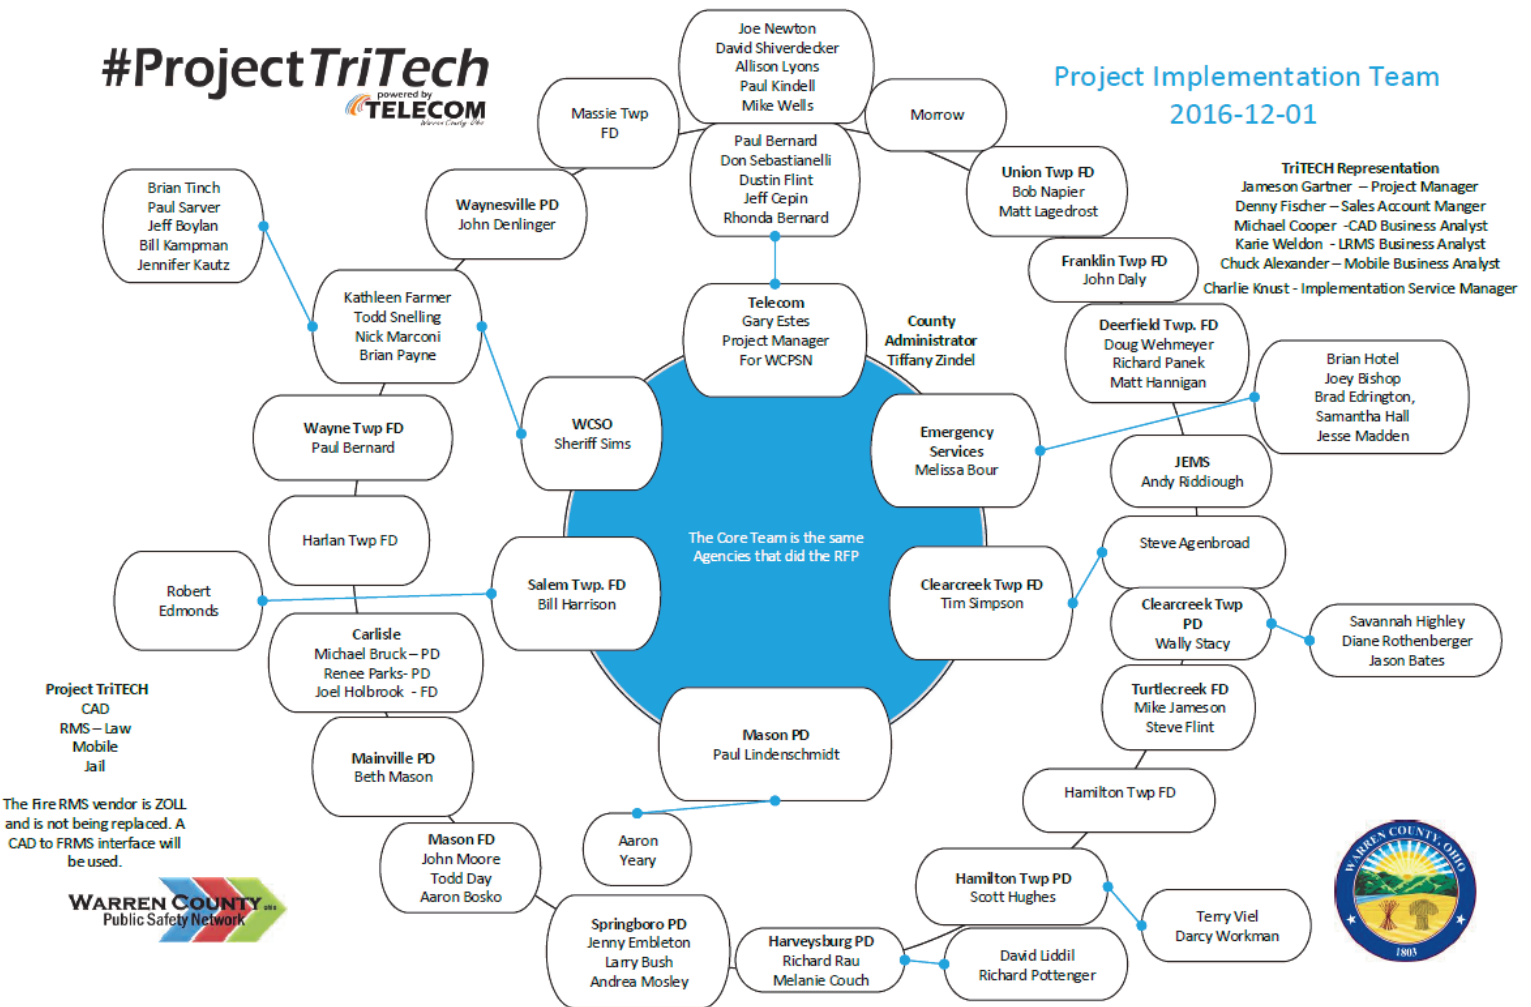 #ProjectTriTech
powered by
TELECOM
Warren County Ohio
Project Implementation Team
2016-12-01
Joe Newton
David Shiverdecker
Allison Lyons
Paul Kindell
Mike Wells
Massie Twp
FD
Morrow
Paul Bernard
Don Sebastianelli
Dustin Flint
Jeff Cepin
Rhonda Bernard
Union Twp FD
Bob Napier
Matt Lagedrost
TriTECH Representation
Jameson Gartner – Project Manager
Denny Fischer – Sales Account Manger
Michael Cooper -CAD Business Analyst
Karie Weldon - LRMS Business Analyst
Chuck Alexander – Mobile Business Analyst
Charlie Knust - Implementation Service Manager
Brian Tinch
Paul Sarver
Jeff Boylan
Bill Kampman
Jennifer Kautz
Waynesville PD
John Denlinger
Franklin Twp FD
John Daly
Kathleen Farmer
Todd Snelling
Nick Marconi
Brian Payne
Telecom
Gary Estes
Project Manager
For WCPSN
County
Administrator
Tiffany Zindel
Deerfield Twp. FD
Doug Wehmeyer
Richard Panek
Matt Hannigan
Brian Hotel
Joey Bishop
Brad Edrington,
Samantha Hall
Jesse Madden
Wayne Twp FD
Paul Bernard
WCSO
Sheriff Sims
Emergency
Services
Melissa Bour
JEMS
Andy Riddiough
Harlan Twp FD
The Core Team is the same
Agencies that did the RFP
Steve Agenbroad
Robert
Edmonds
Salem Twp. FD
Bill Harrison
Clearcreek Twp FD
Tim Simpson
Clearcreek Twp
PD
Wally Stacy
Savannah Highley
Diane Rothenberger
Jason Bates
Carlisle
Michael Bruck – PD
Renee Parks- PD
Joel Holbrook - FD
Turtlecreek FD
Mike Jameson
Steve Flint
Project TriTECH
CAD
RMS – Law
Mobile
Jail
Mainville PD
Beth Mason
Mason PD
Paul Lindenschmidt
Hamilton Twp FD
The Fire RMS vendor is ZOLL
and is not being replaced. A
CAD to FRMS interface will
be used.
Mason FD
John Moore
Todd Day
Aaron Bosko
Aaron
Yeary
Hamilton Twp PD
Scott Hughes
Terry Viel
Darcy Workman
WARREN COUNTY
Public Safety Network
Springboro PD
Jenny Embleton
Larry Bush
Andrea Mosley
Harveysburg PD
Richard Rau
Melanie Couch
David Liddil
Richard Pottenger
WARREN COUNTY, OHIO
1803